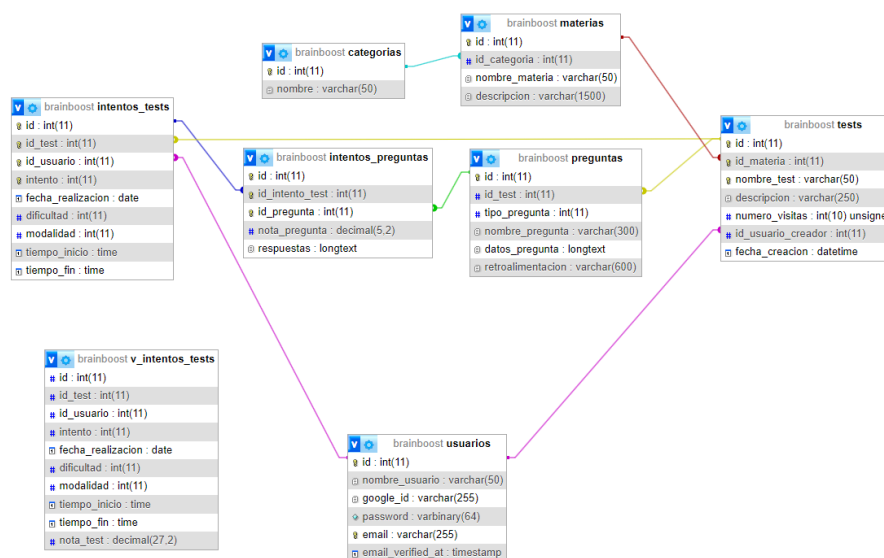 brainboost categorias
id : int(11)
nombre : varchar(50)
brainboost materias
id : int(11)
id_categoria : int(11)
nombre_materia : varchar(50)
descripcion : varchar(1500)
brainboost intentos_tests
id : int(11)
id_test : int(11)
id_usuario : int(11)
intento : int(11)
fecha_realizacion : date
dificultad : int(11)
modalidad : int(11)
tiempo_inicio : time
tiempo_fin : time
brainboost intentos_preguntas
id : int(11)
id_intento_test : int(11)
id_pregunta : int(11)
nota_pregunta : decimal(5,2)
respuestas : longtext
brainboost preguntas
id : int(11)
id_test : int(11)
tipo_pregunta : int(11)
nombre_pregunta : varchar(300)
datos_pregunta : longtext
retroalimentacion : varchar(600)
brainboost tests
id : int(11)
id_materia : int(11)
nombre_test : varchar(50)
descripcion : varchar(250)
numero_visitas : int(10) unsigne
id_usuario_creador : int(11)
fecha_creacion : datetime
brainboost v_intentos_tests
id : int(11)
id_test : int(11)
id_usuario : int(11)
intento : int(11)
fecha_realizacion : date
dificultad : int(11)
modalidad : int(11)
tiempo_inicio : time
tiempo_fin : time
nota_test : decimal(27,2)
brainboost usuarios
id : int(11)
nombre_usuario : varchar(50)
google_id : varchar(255)
password : varbinary(64)
email : varchar(255)
email_verified_at : timestamp